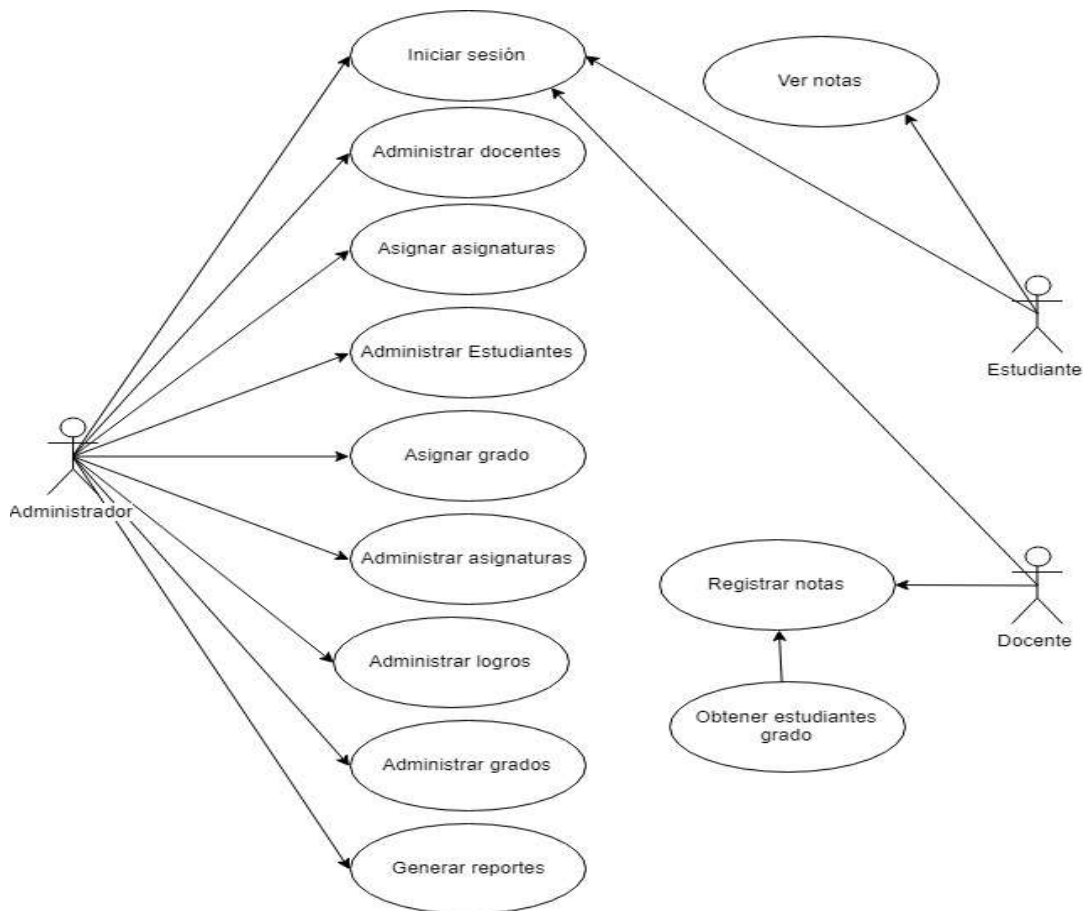 Iniciar sesión
Ver notas
Administrar docentes
Asignar asignaturas
Administrar Estudiantes
Estudiante
Asignar grado
Administrador
Administrar asignaturas
Registrar notas
Docente
Administrar logros
Obtener estudiantes
grado
Administrar grados
Generar reportes